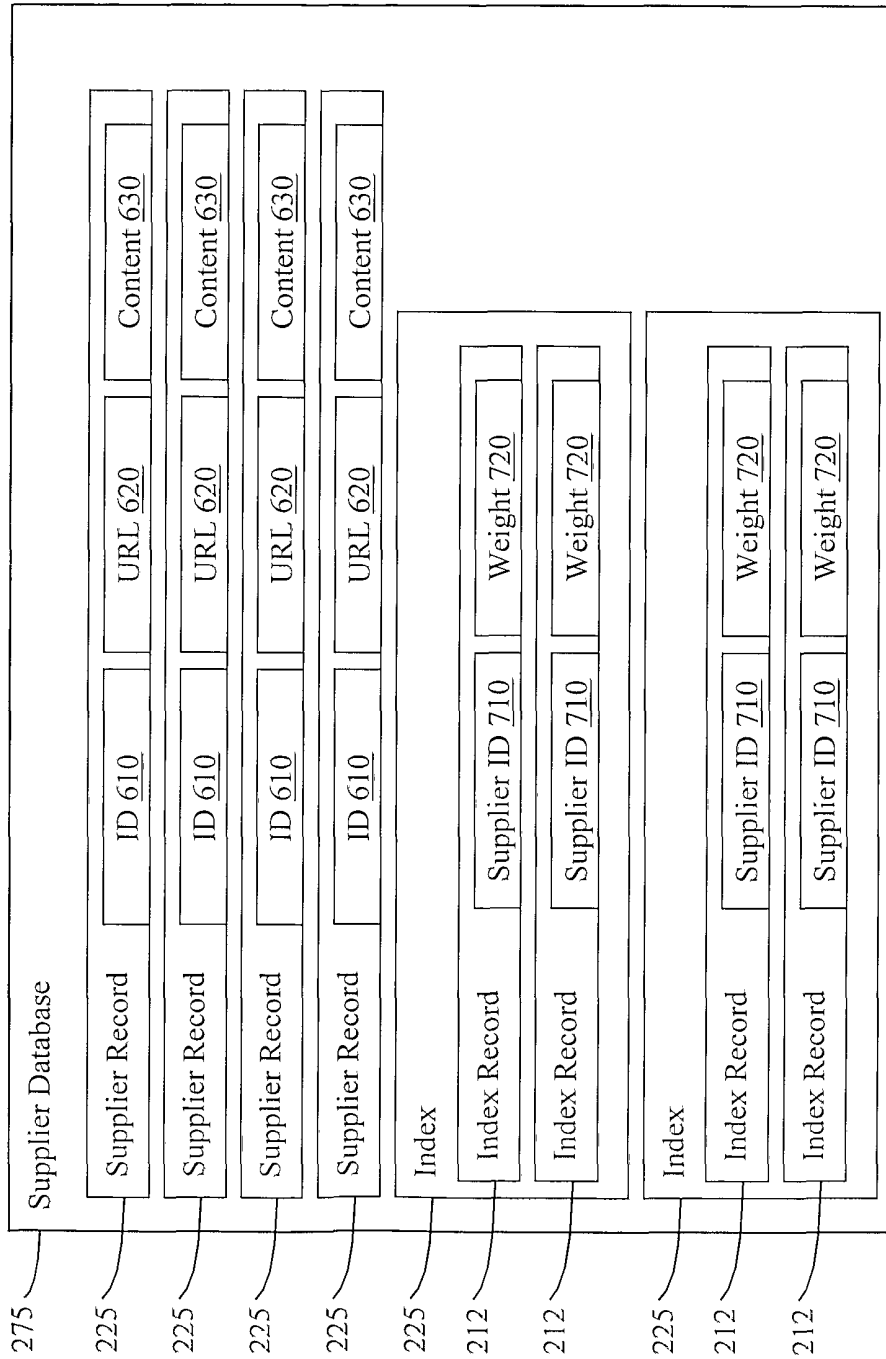 275 Supplier Database
225 Supplier Record ID 610 URL 620 Content 630
225 Supplier Record ID 610 URL 620 Content 630
225 Supplier Record ID 610 URL 620 Content 630
225 Supplier Record ID 610 URL 620 Content 630
225 Index
212 Index Record Supplier ID 710 Weight 720
212 Index Record Supplier ID 710 Weight 720
225 Index
212 Index Record Supplier ID 710 Weight 720
212 Index Record Supplier ID 710 Weight 720